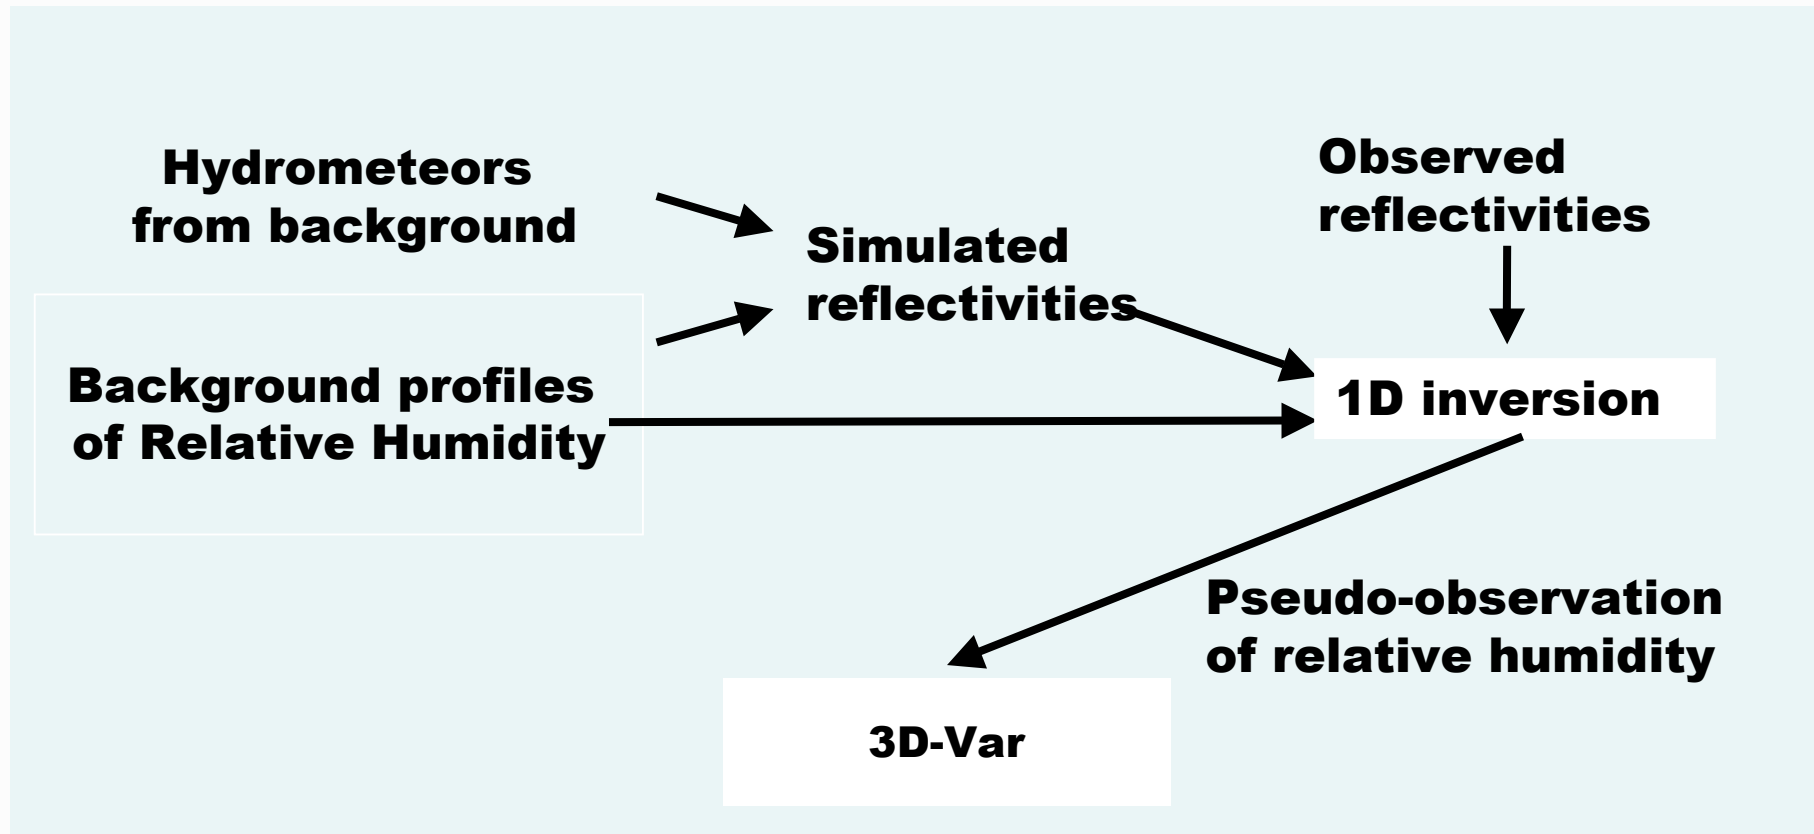 Hydrometeors
from background
Observed
reflectivities
Simulated
reflectivities
Background profiles
of Relative Humidity
1D inversion
Pseudo-observation
of relative humidity
3D-Var